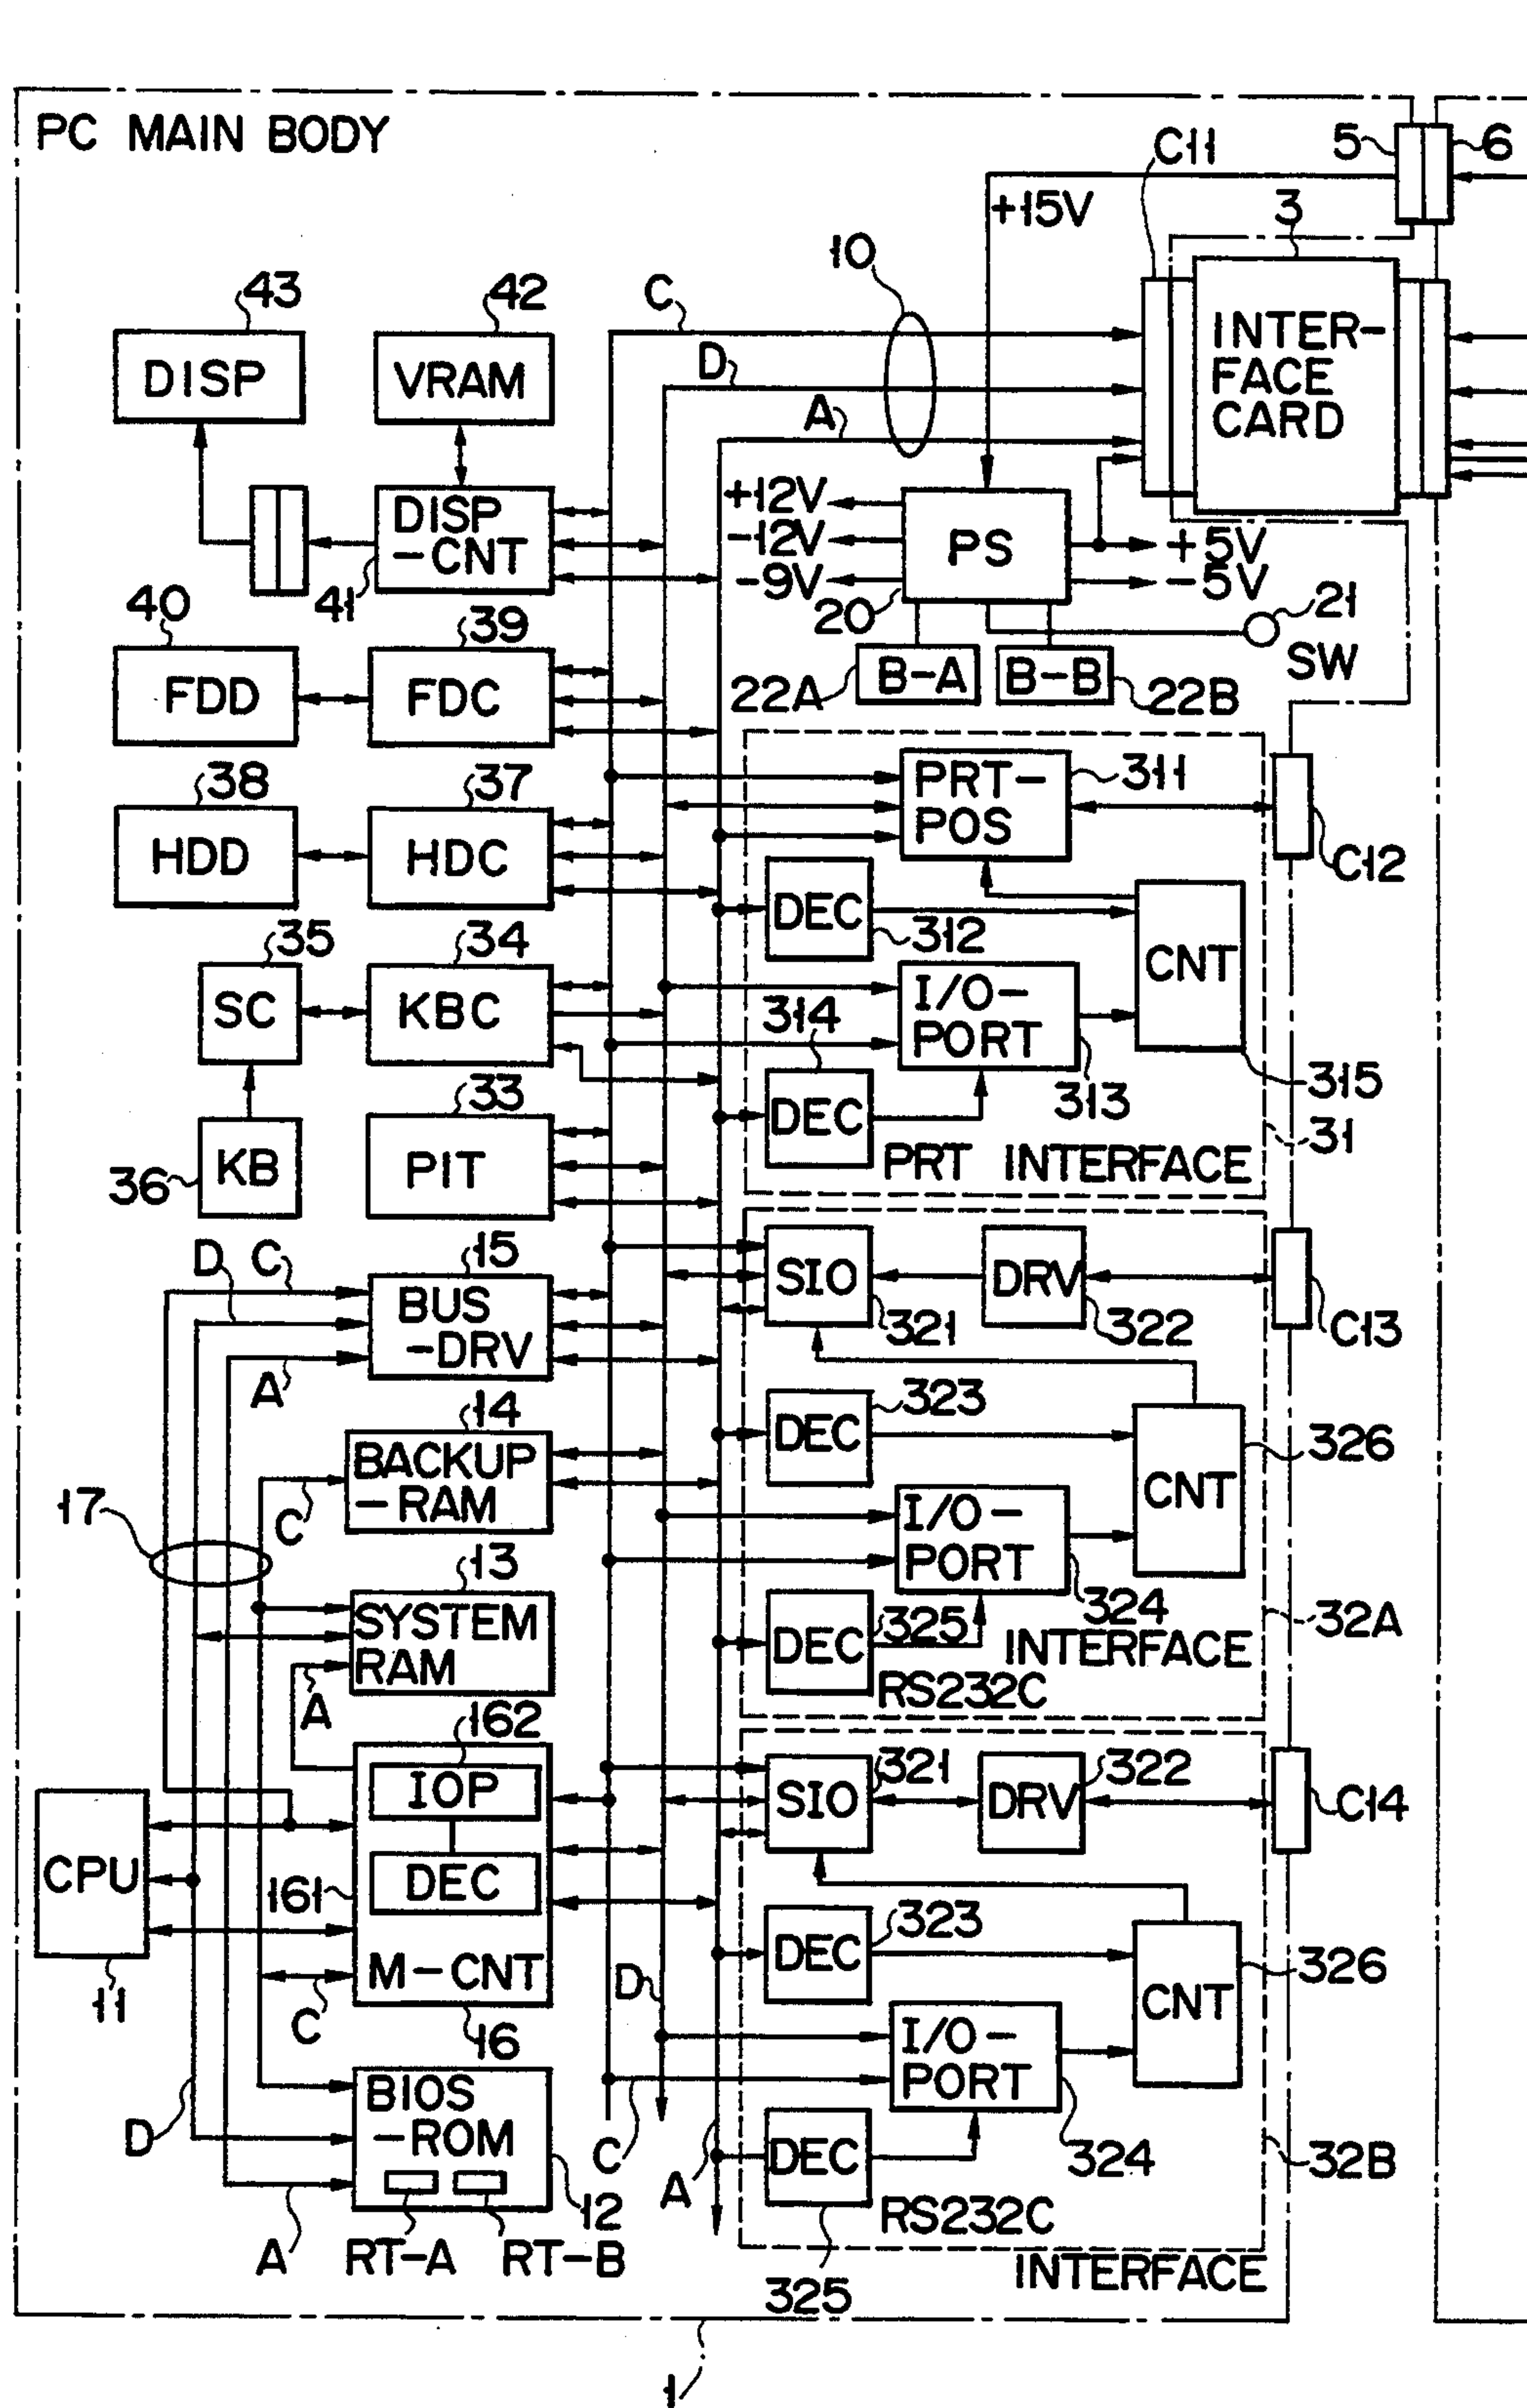 PC MAIN BODY
5
6
C11
+15V
3
10
C
D
A
INTER-
FACE
CARD
43
DISP
42
VRAM
DISP
-CNT
41
+12V
-12V
-9V
PS
20
+5V
-5V
21
SW
22A
B-A
B-B
22B
40
FDD
39
FDC
38
HDD
37
HDC
35
SC
34
KBC
36
KB
33
PIT
PRT-
POS
311
C12
DEC
312
CNT
315
I/O-
PORT
313
314
DEC
PRT INTERFACE
31
D
C
A
15
BUS
-DRV
14
BACKUP
-RAM
C
17
13
SYSTEM
RAM
A
SIO
321
DRV
322
C13
DEC
323
CNT
326
I/O-
PORT
324
DEC
325
INTERFACE
RS232C
32A
162
IOP
DEC
161
M-CNT
16
CPU
11
C
D
A
BIOS
-ROM
12
RT-A
RT-B
SIO
321
DRV
322
C14
DEC
323
CNT
326
D
I/O-
PORT
324
C
A
DEC
325
RS232C
INTERFACE
32B
1